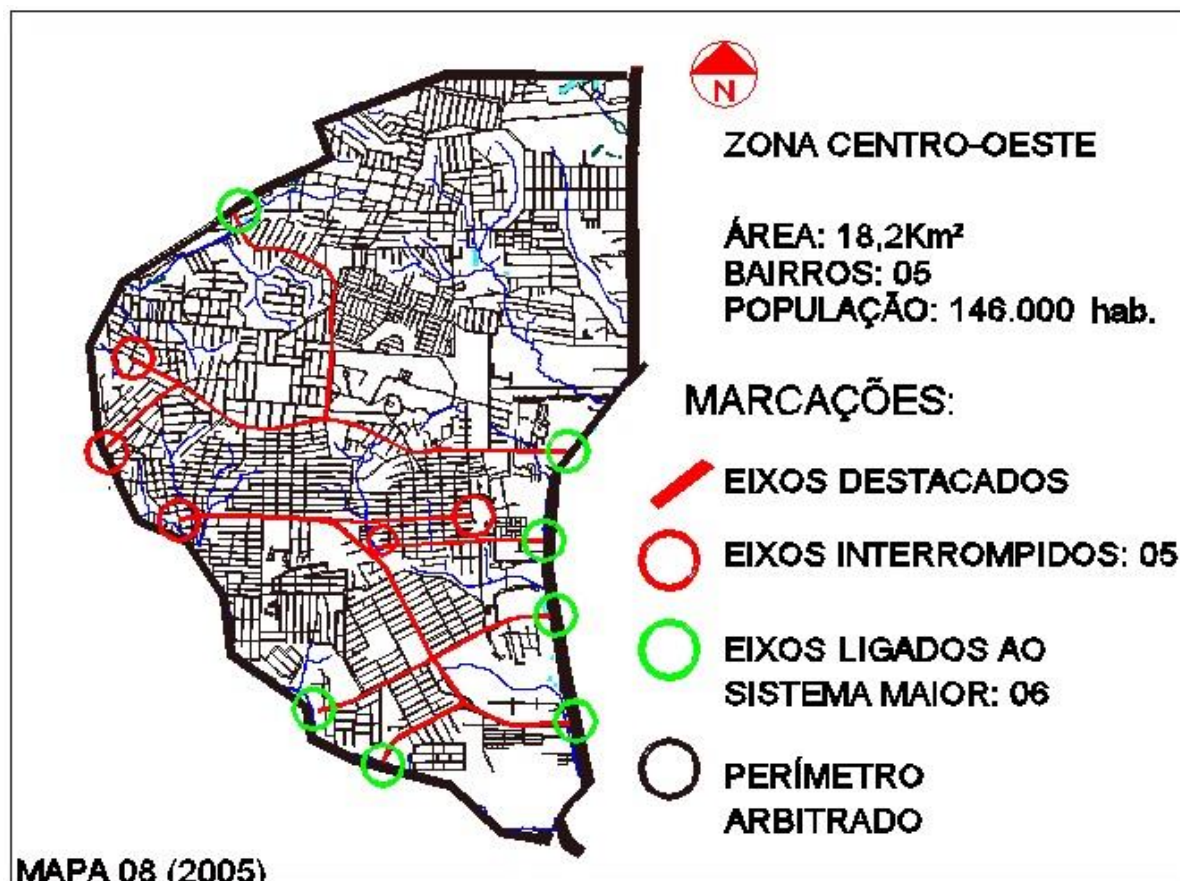 N
ZONA CENTRO-OESTE
ÁREA: 18,2Km²
BAIRROS: 05
POPULAÇÃO: 146.000 hab.
MARCAÇÕES:
EIXOS DESTACADOS
EIXOS INTERROMPIDOS: 05
EIXOS LIGADOS AO
SISTEMA MAIOR: 06
PERÍMETRO
ARBITRADO
MAPA 08 (2005)